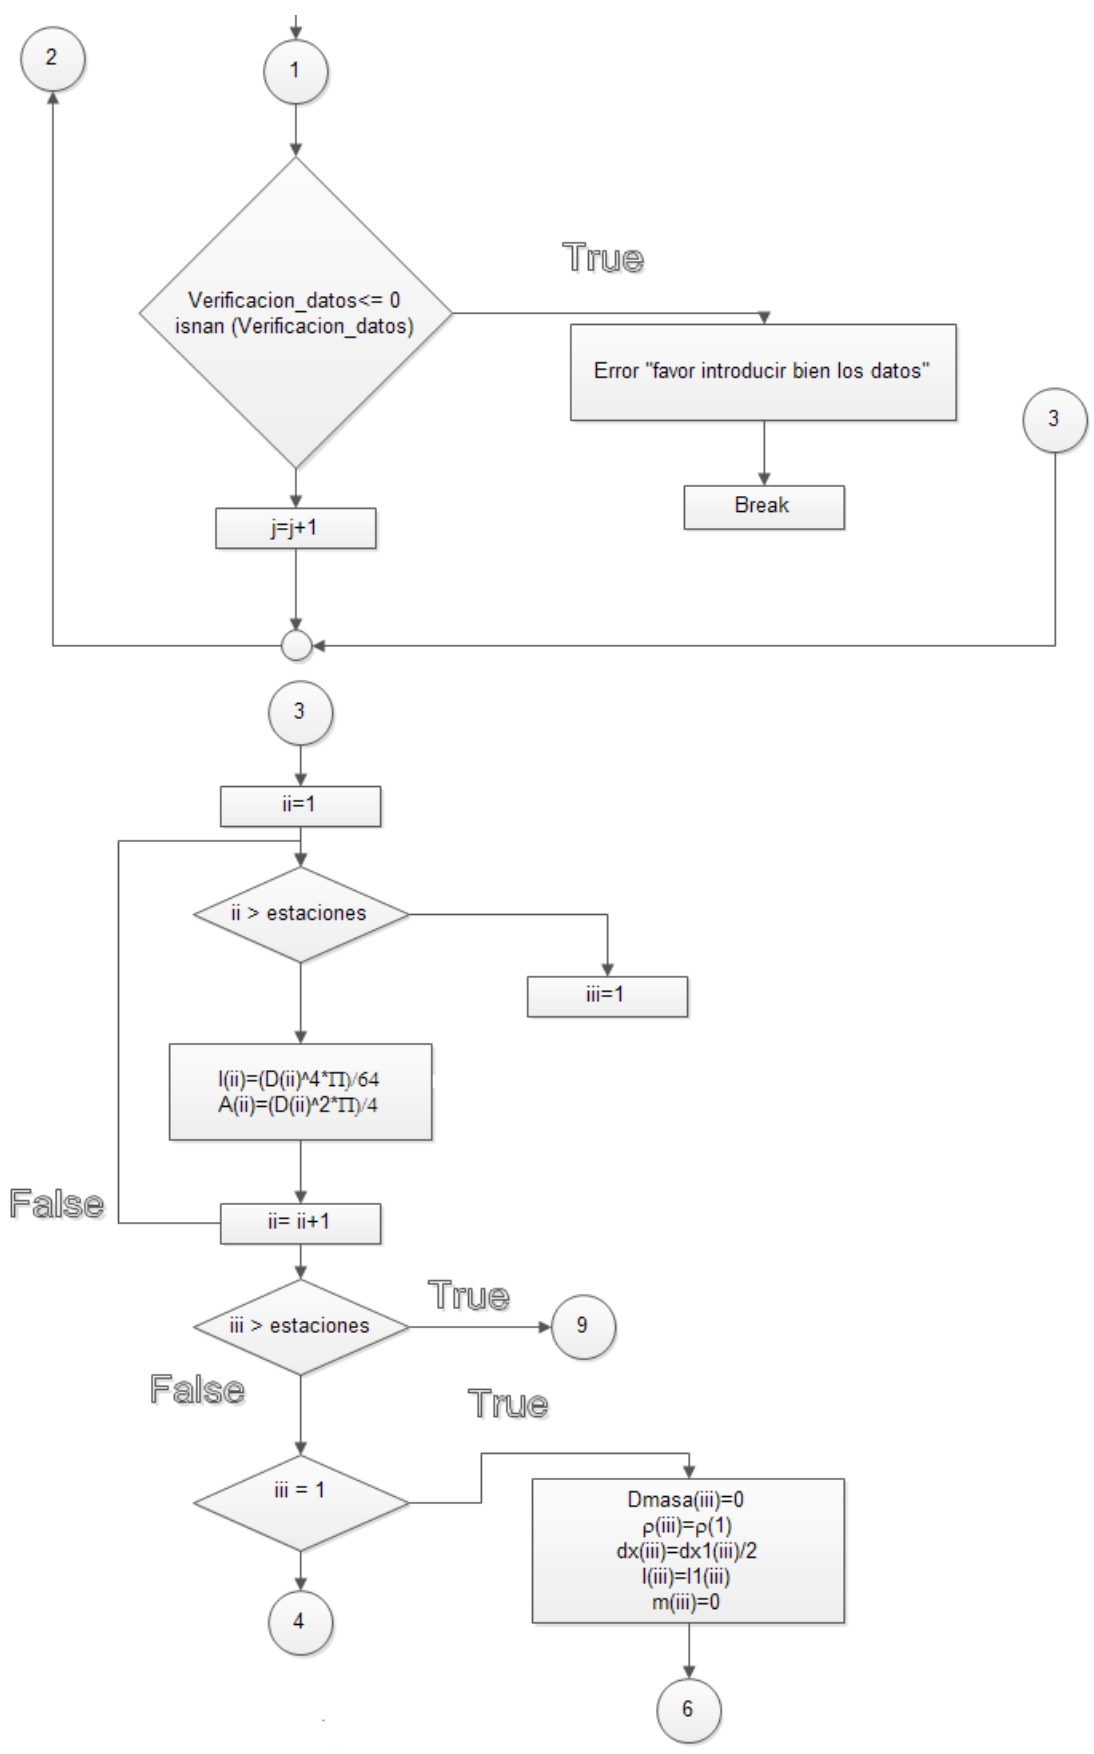 2
1
Verificacion_datos<= 0
isnan (Verificacion_datos)
True
Error "favor introducir bien los datos"
3
Break
j=j+1
3
ii=1
ii > estaciones
iii=1
I(ii)=(D(ii)^4*Π)/64
A(ii)=(D(ii)^2*Π)/4
False
ii= ii+1
True
iii > estaciones
9
False
True
iii = 1
Dmasa(iii)=0
ρ(iii)=ρ(1)
dx(iii)=dx1(iii)/2
I(iii)=I1(iii)
m(iii)=0
4
6